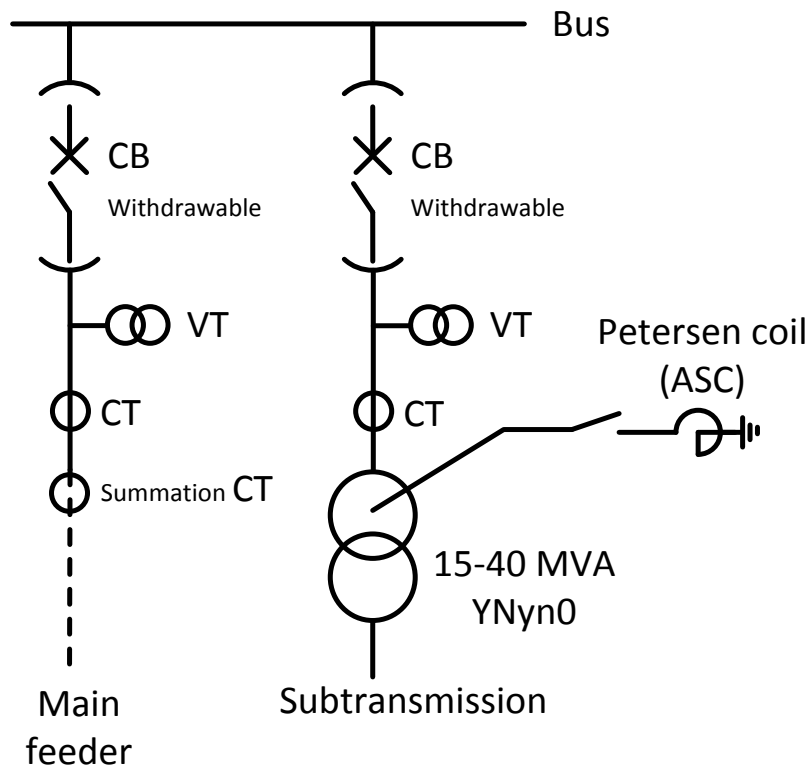 Bus
CB
CB
Withdrawable
Withdrawable
VT
VT
Petersen coil
(ASC)
CT
CT
Summation CT
15-40 MVA
YNyn0
Main
feeder
Subtransmission